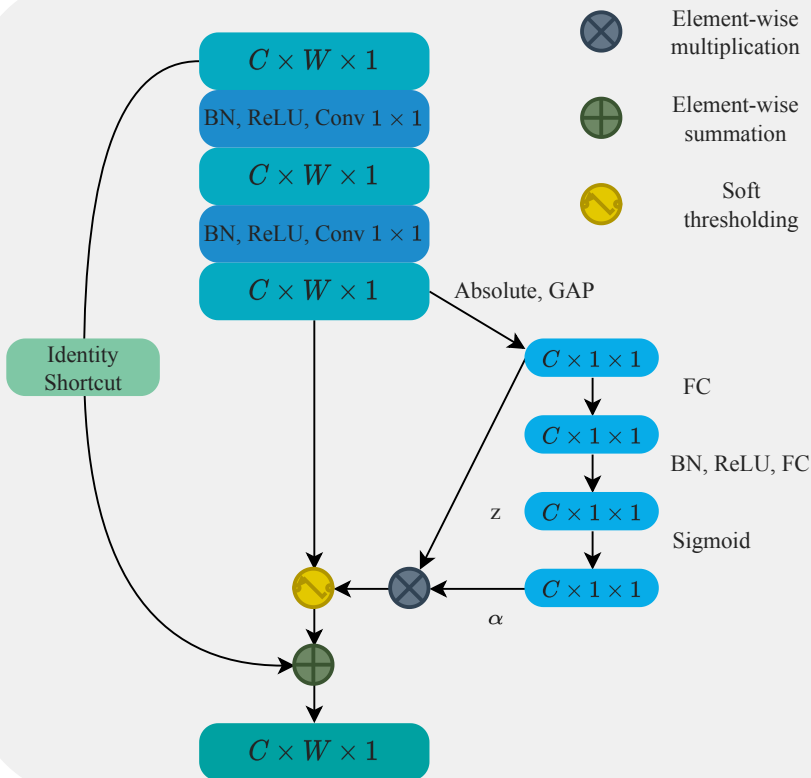 C × W × 1
BN, ReLU, Conv 1 × 1
C × W × 1
BN, ReLU, Conv 1 × 1
C × W × 1
Element-wise
multiplication
Element-wise
summation
Soft
thresholding
Absolute, GAP
Identity
Shortcut
C × 1 × 1
FC
C × 1 × 1
BN, ReLU, FC
C × 1 × 1
z
Sigmoid
C × 1 × 1
α
C × W × 1